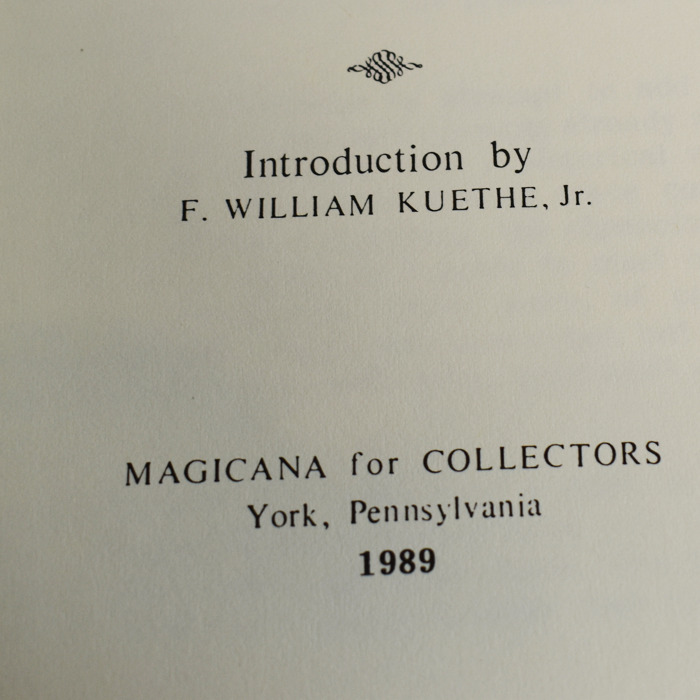 Introduction by
F. WILLIAM KUETHE, Jr.
MAGICANA for COLLECTORS
York, Pennsylvania
1989